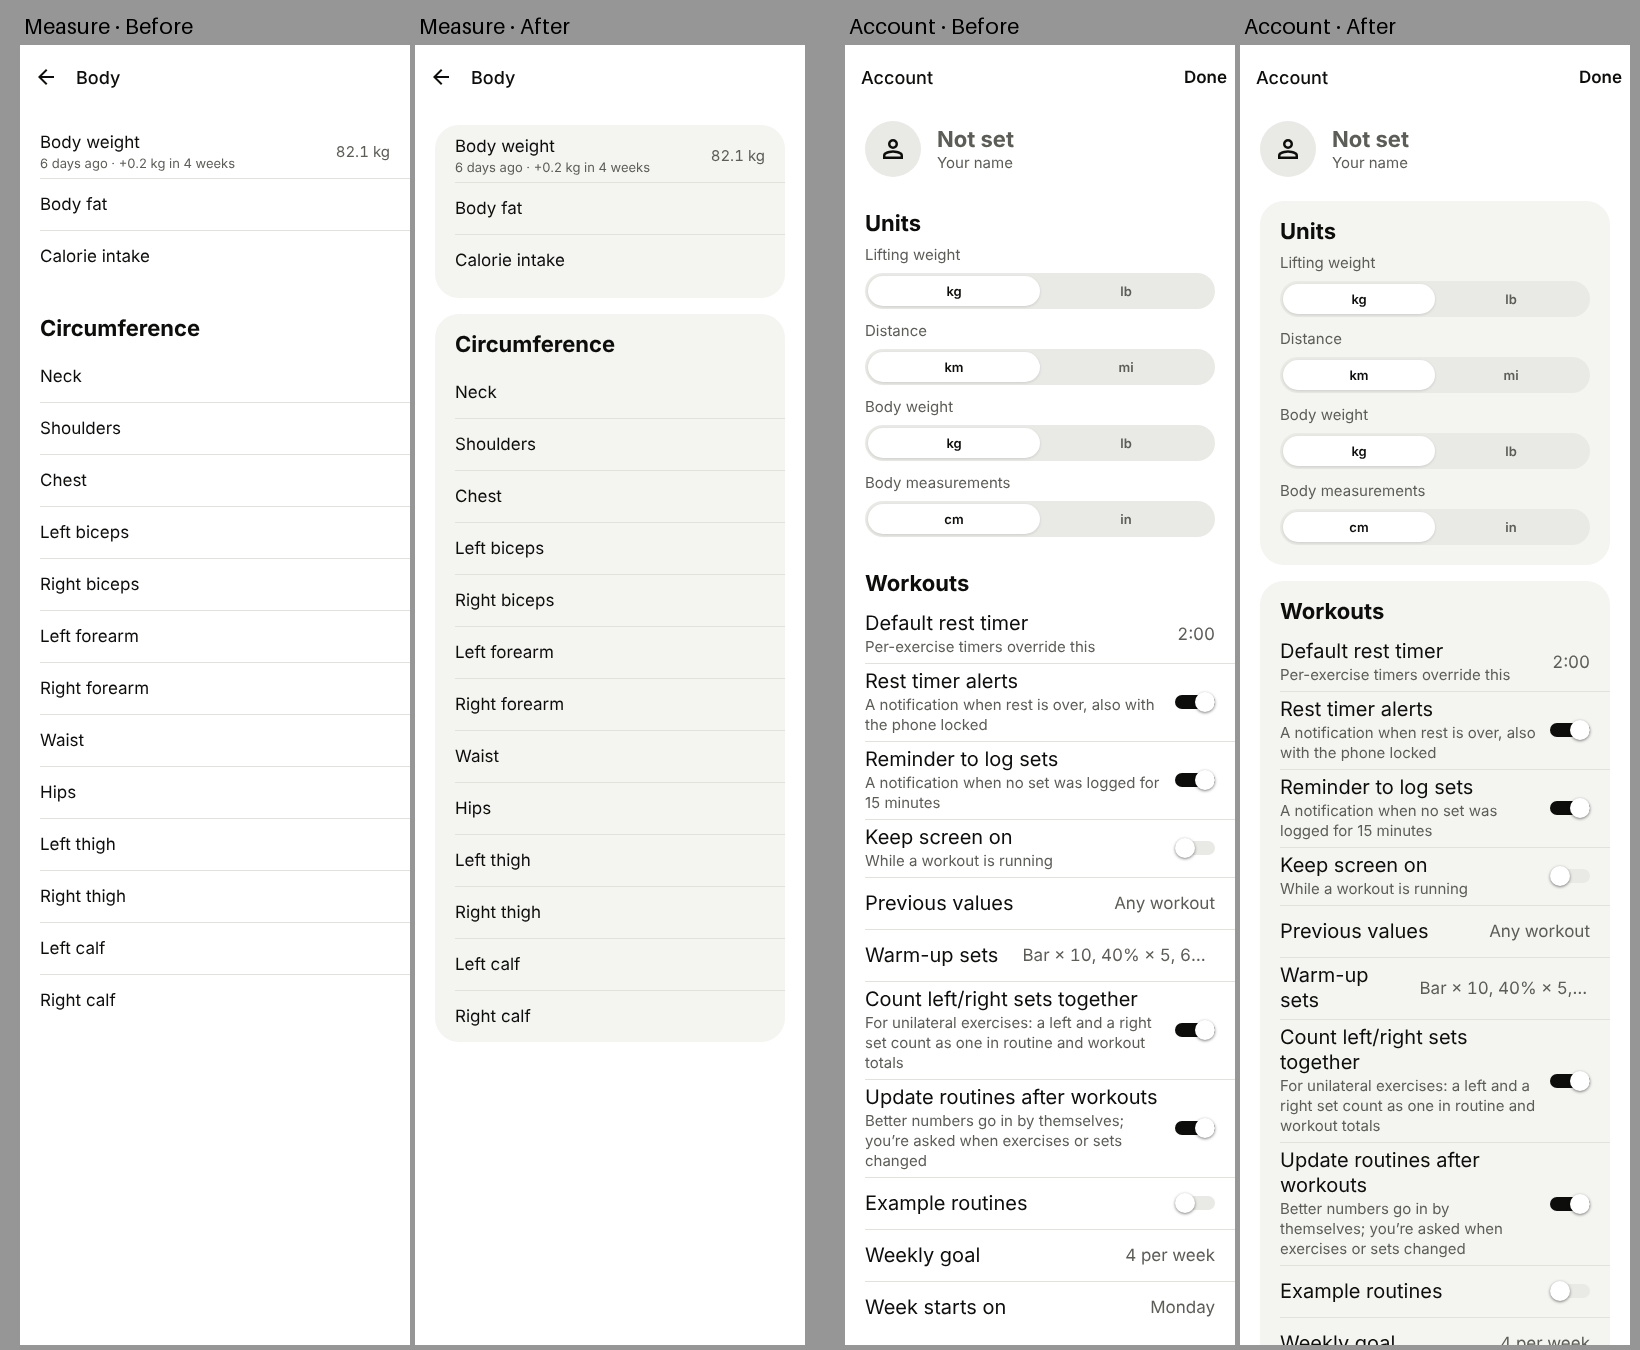 Measure · Before
Body
Body weight
6 days ago · +0.2 kg in 4 weeks
82.1 kg
Body fat
Calorie intake
Circumference
Neck
Shoulders
Chest
Left biceps
Right biceps
Left forearm
Right forearm
Waist
Hips
Left thigh
Right thigh
Left calf
Right calf
Measure · After
Body
Body weight
6 days ago · +0.2 kg in 4 weeks
82.1 kg
Body fat
Calorie intake
Circumference
Neck
Shoulders
Chest
Left biceps
Right biceps
Left forearm
Right forearm
Waist
Hips
Left thigh
Right thigh
Left calf
Right calf
Account · Before
Account
Done
Not set
Your name
Units
Lifting weight
kg lb
Distance
km mi
Body weight
kg lb
Body measurements
cm in
Workouts
Default rest timer
Per-exercise timers override this
2:00
Rest timer alerts
A notification when rest is over, also with
the phone locked
Reminder to log sets
A notification when no set was logged for
15 minutes
Keep screen on
While a workout is running
Previous values Any workout
Warm-up sets Bar × 10, 40% × 5, 6...
Count left/right sets together
For unilateral exercises: a left and a right
set count as one in routine and workout
totals
Update routines after workouts
Better numbers go in by themselves;
you’re asked when exercises or sets
changed
Example routines
Weekly goal 4 per week
Week starts on Monday
Account · After
Account
Done
Not set
Your name
Units
Lifting weight
kg lb
Distance
km mi
Body weight
kg lb
Body measurements
cm in
Workouts
Default rest timer
Per-exercise timers override this
2:00
Rest timer alerts
A notification when rest is over, also
with the phone locked
Reminder to log sets
A notification when no set was
logged for 15 minutes
Keep screen on
While a workout is running
Previous values Any workout
Warm-up
sets
Bar × 10, 40% × 5,...
Count left/right sets
together
For unilateral exercises: a left and a
right set count as one in routine and
workout totals
Update routines after
workouts
Better numbers go in by
themselves; you’re asked when
exercises or sets changed
Example routines
Weekly goal 4 per week